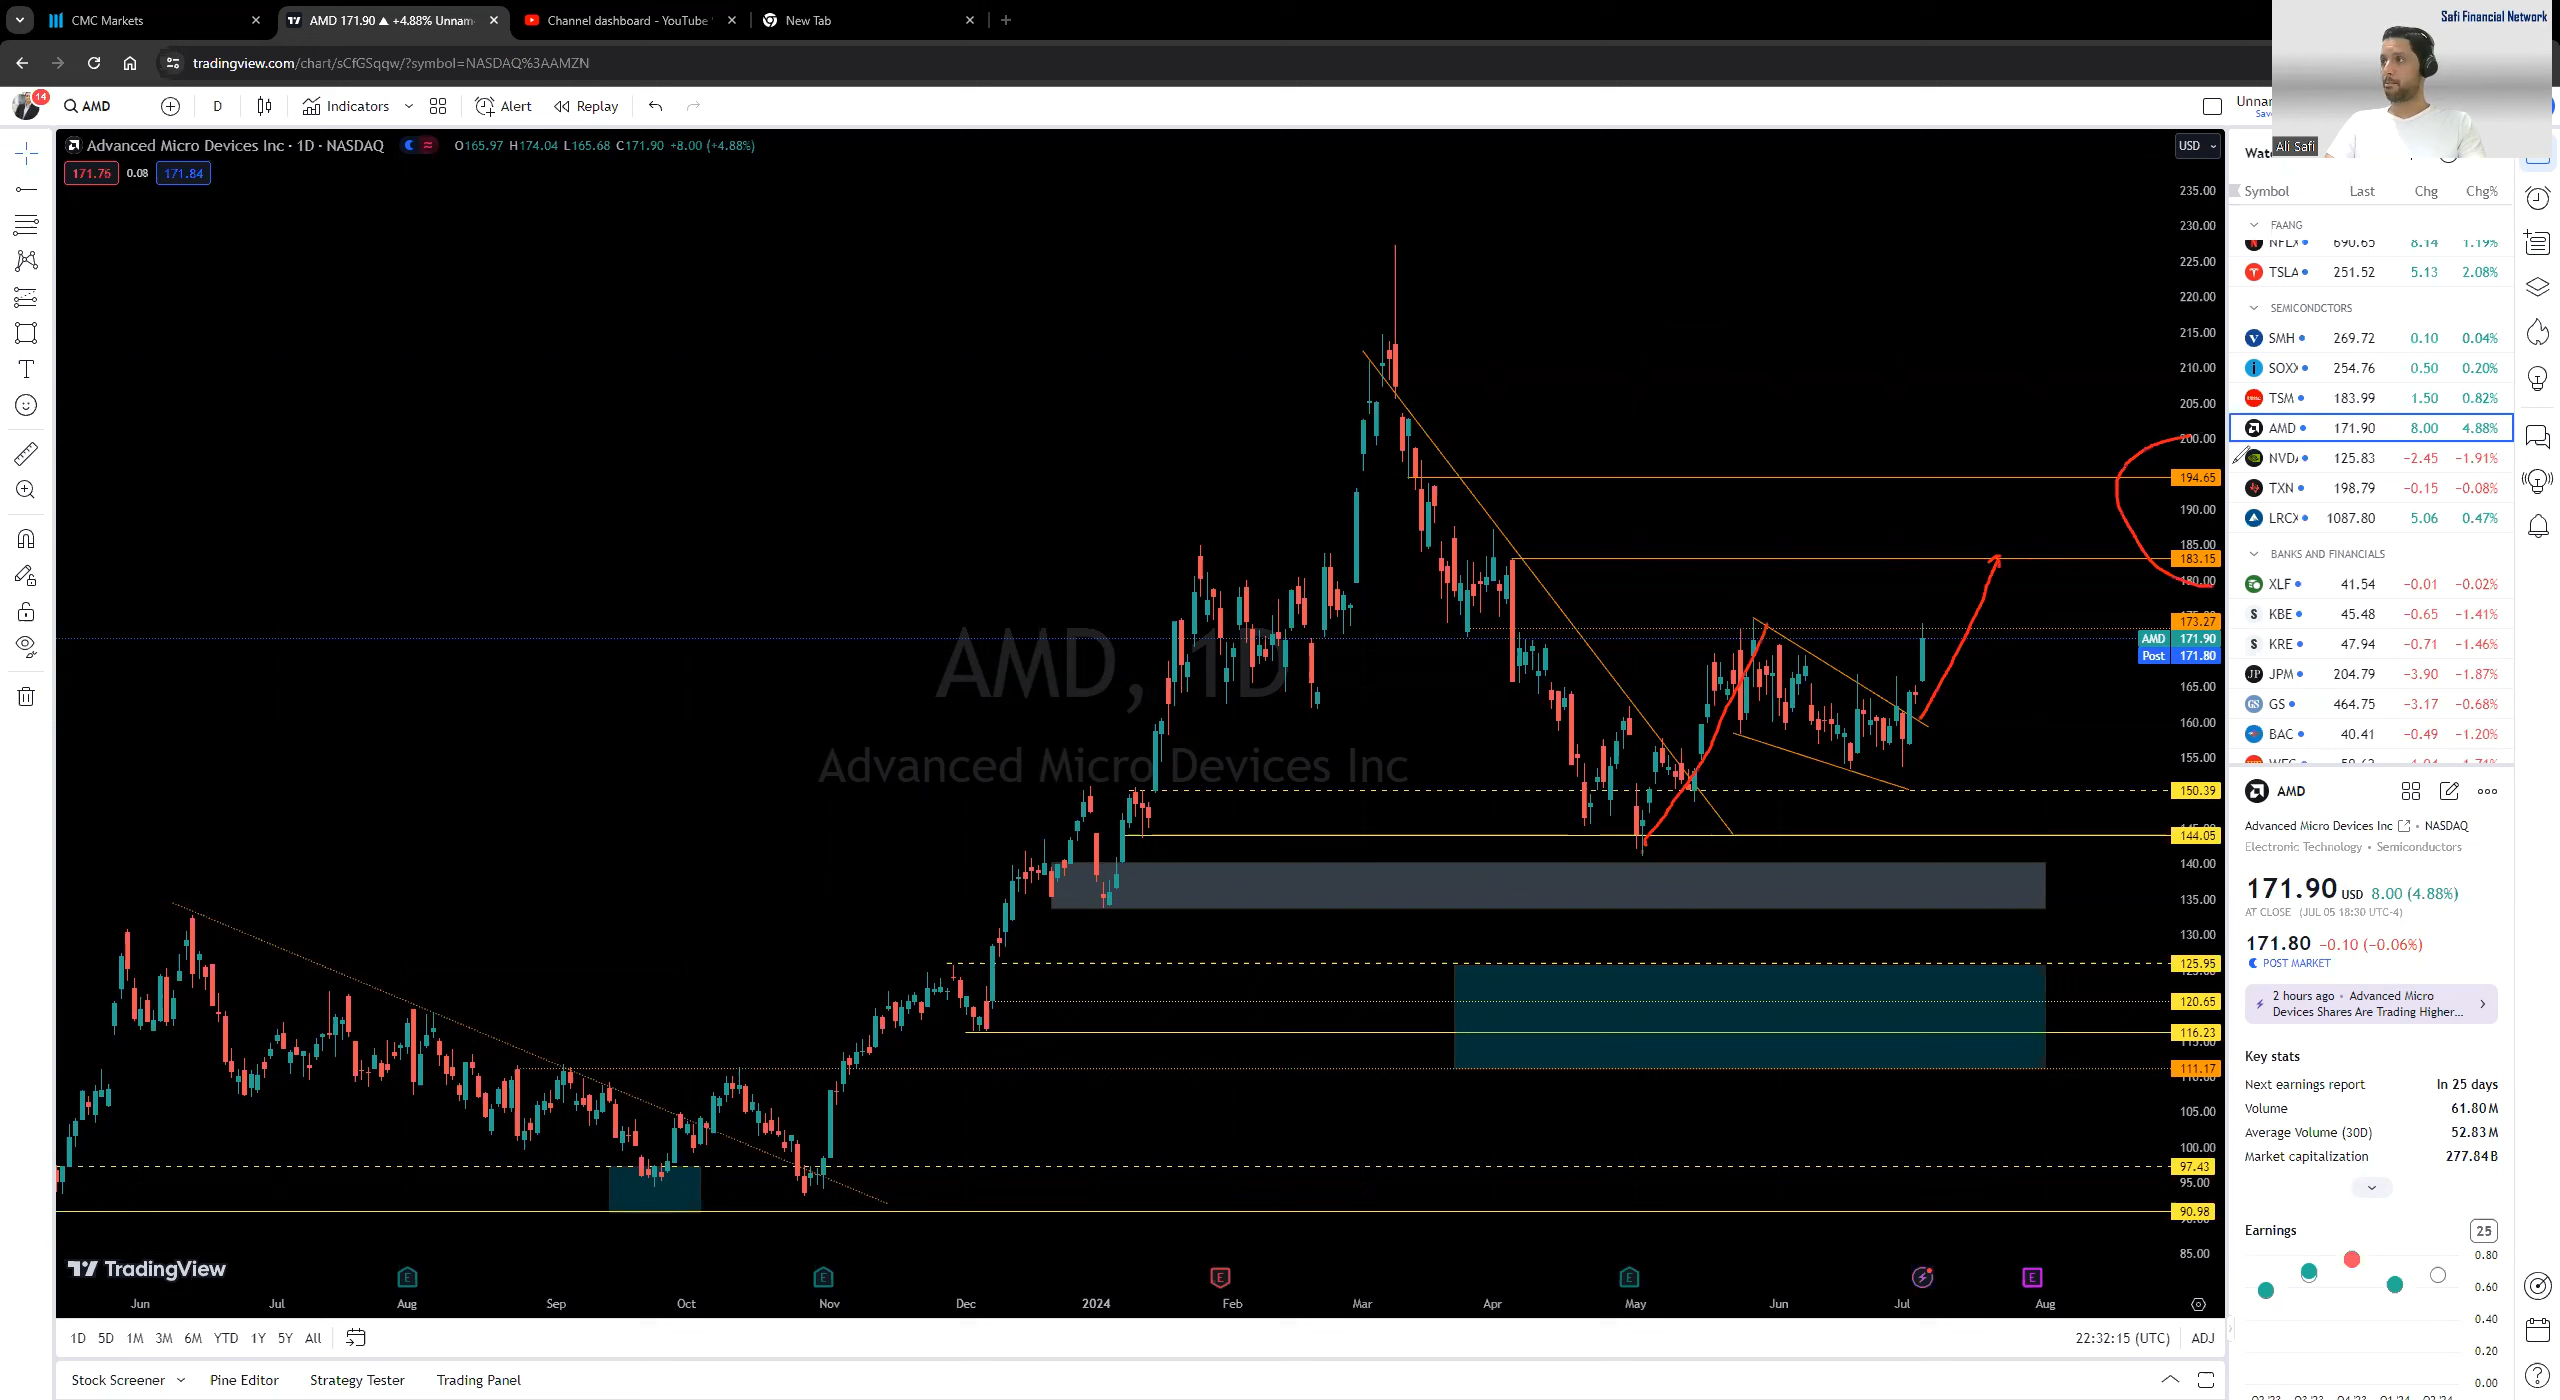 CMC Markets
AMD 171.90 ▲ +4.88% Unnam
Channel dashboard - YouTube
New Tab
Safi Financial Network
tradingview.com/chart/sCfGSqqw/?symbol=NASDAQ%3AAMZN
14
AMD
D
Indicators
Alert
Replay
Ali Safi
Advanced Micro Devices Inc · 1D · NASDAQ
O165.97 H174.04 L165.68 C171.90 +8.00 (+4.88%)
171.76 0.08 171.84
USD
AMD, 1D
Advanced Micro Devices Inc
235.00
230.00
225.00
220.00
215.00
210.00
205.00
200.00
194.65
190.00
185.00
183.15
180.00
173.27
AMD 171.90
Post 171.80
165.00
160.00
155.00
150.39
144.05
140.00
135.00
130.00
125.95
120.65
116.23
111.17
105.00
100.00
97.43
95.00
90.98
85.00
TradingView
E E E E E
Jun Jul Aug Sep Oct Nov Dec 2024 Feb Mar Apr May Jun Jul Aug
1D 5D 1M 3M 6M YTD 1Y 5Y All
22:32:15 (UTC) ADJ
Stock Screener Pine Editor Strategy Tester Trading Panel
Symbol Last Chg Chg%
FAANG
NFLX 690.65 8.14 1.19%
TSLA 251.52 5.13 2.08%
SEMICONDCTORS
SMH 269.72 0.10 0.04%
SOXX 254.76 0.50 0.20%
TSM 183.99 1.50 0.82%
AMD 171.90 8.00 4.88%
NVDA 125.83 −2.45 −1.91%
TXN 198.79 −0.15 −0.08%
LRCX 1087.80 5.06 0.47%
BANKS AND FINANCIALS
XLF 41.54 −0.01 −0.02%
KBE 45.48 −0.65 −1.41%
KRE 47.94 −0.71 −1.46%
JPM 204.79 −3.90 −1.87%
GS 464.75 −3.17 −0.68%
BAC 40.41 −0.49 −1.20%
AMD
Advanced Micro Devices Inc • NASDAQ
Electronic Technology • Semiconductors
171.90 USD 8.00 (4.88%)
AT CLOSE (JUL 05 18:30 UTC-4)
171.80 −0.10 (−0.06%)
POST MARKET
2 hours ago • Advanced Micro
Devices Shares Are Trading Higher...
Key stats
Next earnings report In 25 days
Volume 61.80M
Average Volume (30D) 52.83M
Market capitalization 277.84B
Earnings 25
0.80
0.60
0.40
0.20
0.00